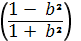 (1 − b² / 1 + b²)